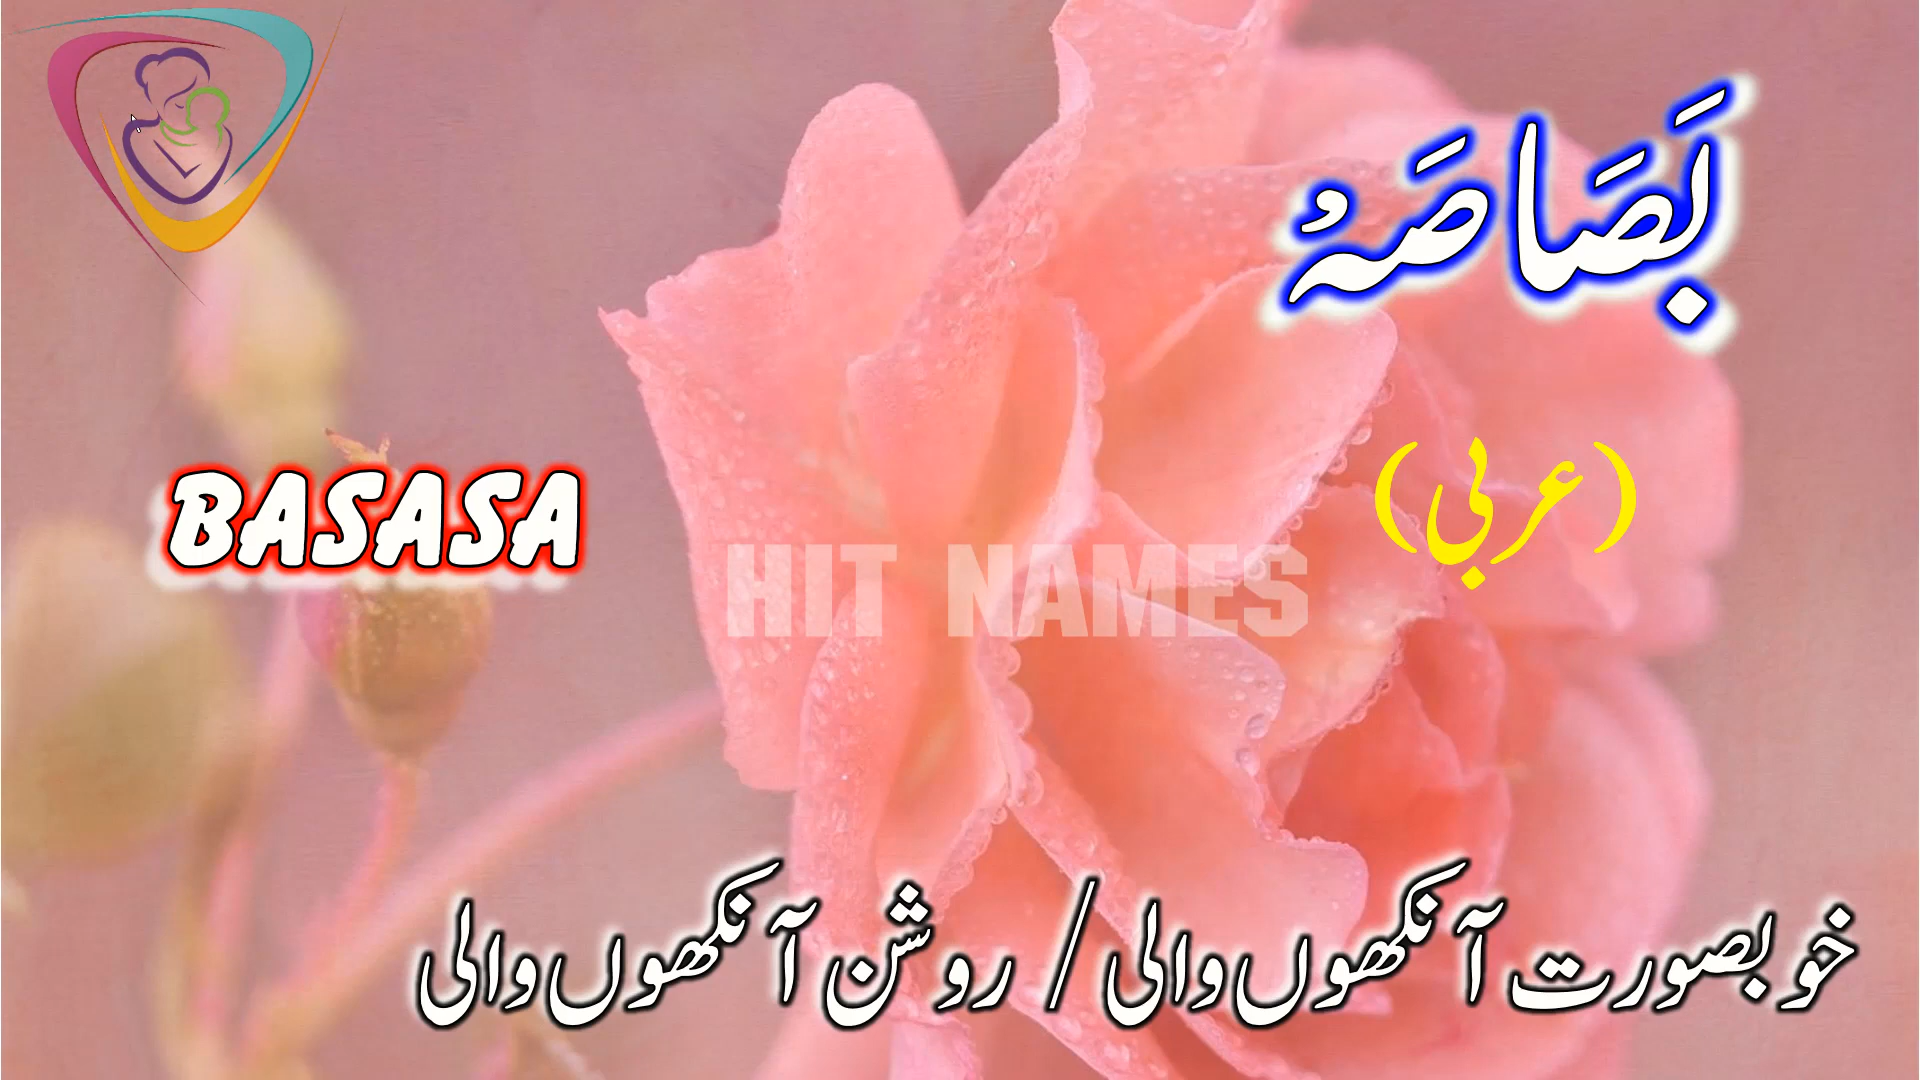 بَصَاصَہُ
(عربی)
BASASA
HIT NAMES
خوبصورت آنکھوں والی / روشن آنکھوں والی